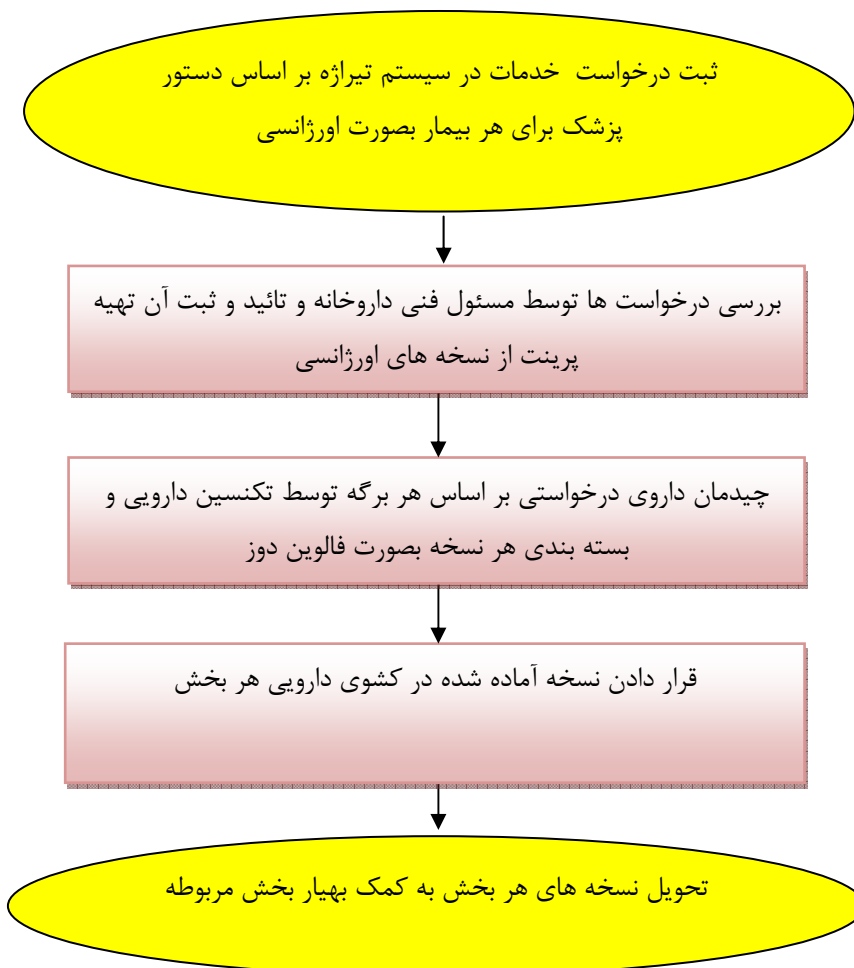 ثبت درخواست خدمات در سیستم تیراژه بر اساس دستور
پزشک برای هر بیمار بصورت اورژانسی
بررسی درخواست ها توسط مسئول فنی داروخانه و تائید و ثبت آن تهیه
پرینت از نسخه های اورژانسی
چیدمان داروی درخواستی بر اساس هر برگه توسط تکنسین دارویی و
بسته بندی هر نسخه بصورت فالوین دوز
قرار دادن نسخه آماده شده در کشوی دارویی هر بخش
تحویل نسخه های هر بخش به کمک بهیار بخش مربوطه